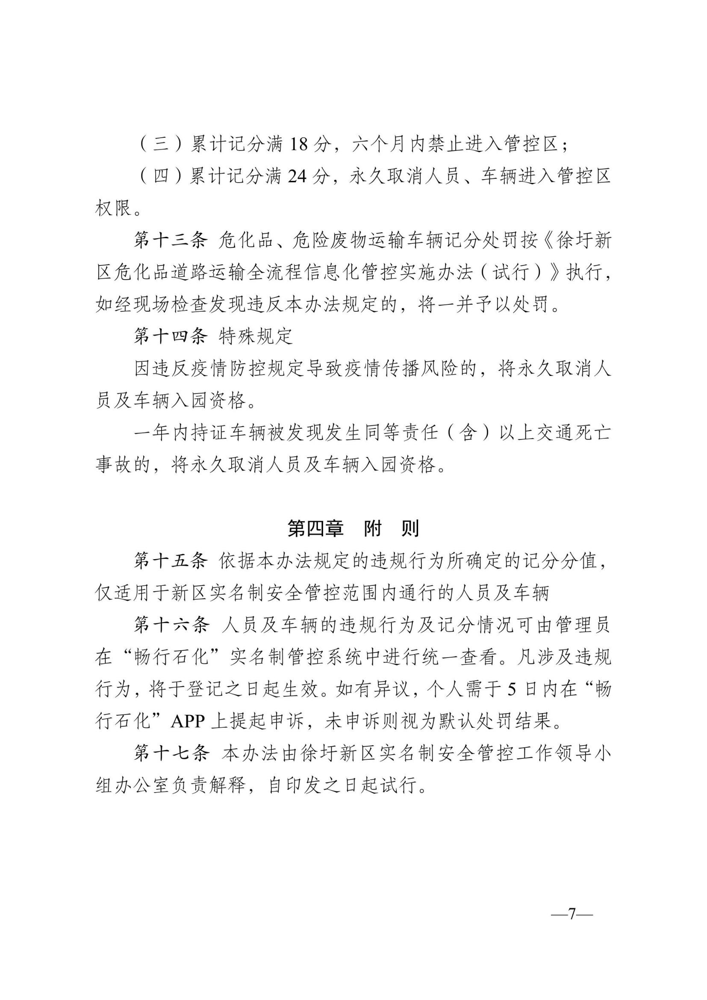 （三）累计记分满 18 分，六个月内禁止进入管控区；
（四）累计记分满 24 分，永久取消人员、车辆进入管控区
权限。
第十三条 危化品、危险废物运输车辆记分处罚按《徐圩新
区危化品道路运输全流程信息化管控实施办法（试行）》执行，
如经现场检查发现违反本办法规定的，将一并予以处罚。
第十四条 特殊规定
因违反疫情防控规定导致疫情传播风险的，将永久取消人
员及车辆入园资格。
一年内持证车辆被发现发生同等责任（含）以上交通死亡
事故的，将永久取消人员及车辆入园资格。
第四章　附　则
第十五条 依据本办法规定的违规行为所确定的记分分值，
仅适用于新区实名制安全管控范围内通行的人员及车辆
第十六条 人员及车辆的违规行为及记分情况可由管理员
在“畅行石化”实名制管控系统中进行统一查看。凡涉及违规
行为，将于登记之日起生效。如有异议，个人需于 5 日内在“畅
行石化”APP 上提起申诉，未申诉则视为默认处罚结果。
第十七条 本办法由徐圩新区实名制安全管控工作领导小
组办公室负责解释，自印发之日起试行。
—7—